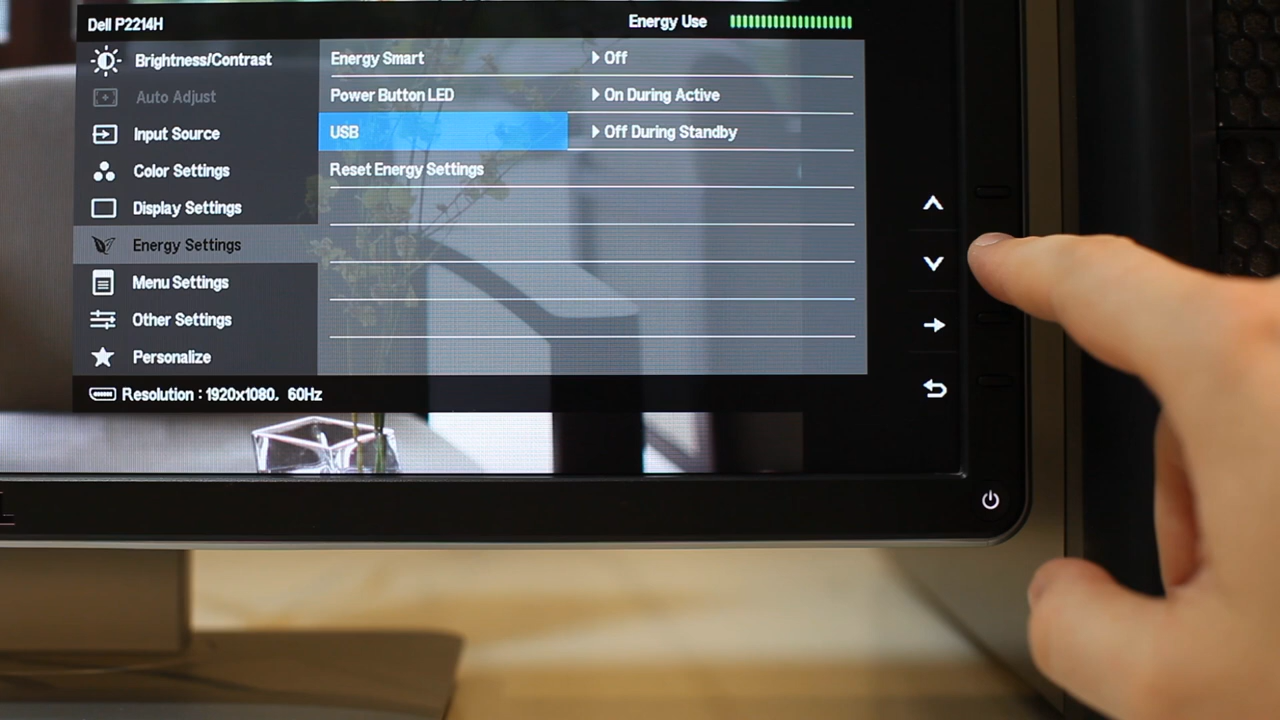 Dell P2214H Energy Use
Brightness/Contrast Energy Smart Off
Auto Adjust Power Button LED On During Active
Input Source USB Off During Standby
Color Settings Reset Energy Settings
Display Settings
Energy Settings
Menu Settings
Other Settings
Personalize
Resolution : 1920x1080, 60Hz
L